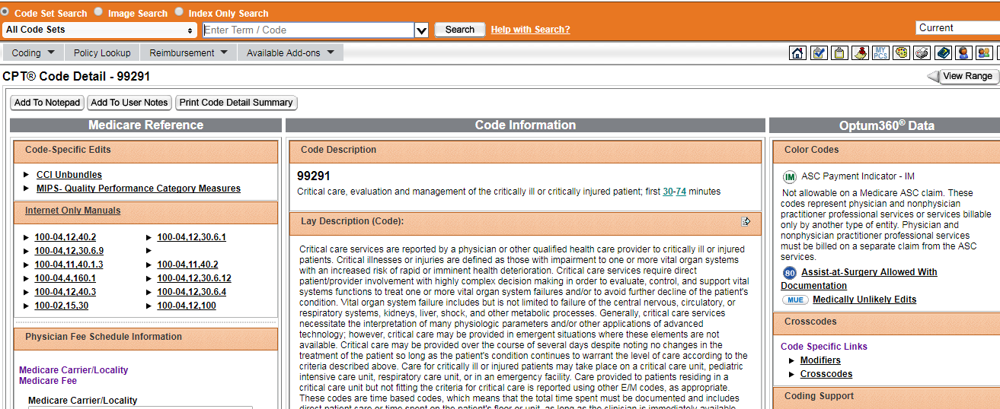 Code Set Search Image Search Index Only Search
All Code Sets Enter Term / Code Search Help with Search? Current
Coding Policy Lookup Reimbursement Available Add-ons MY PCS
CPT® Code Detail - 99291 View Range
Add To Notepad Add To User Notes Print Code Detail Summary
Medicare Reference
Code-Specific Edits
CCI Unbundles
MIPS- Quality Performance Category Measures
Internet Only Manuals
100-04,12,40.2 100-04,12,30.6.1
100-04,12,30.6.9
100-04,11,40.1.3 100-04,11,40.2
100-04,4,160.1 100-04,12,30.6.12
100-04,12,40.3 100-04,12,30.6.4
100-02,15,30 100-04,12,100
Physician Fee Schedule Information
Medicare Carrier/Locality
Medicare Fee
Medicare Carrier/Locality
Code Information
Code Description
99291
Critical care, evaluation and management of the critically ill or critically injured patient; first 30-74 minutes
Lay Description (Code):
Critical care services are reported by a physician or other qualified health care provider to critically ill or injured
patients. Critical illnesses or injuries are defined as those with impairment to one or more vital organ systems
with an increased risk of rapid or imminent health deterioration. Critical care services require direct
patient/provider involvement with highly complex decision making in order to evaluate, control, and support vital
systems functions to treat one or more vital organ system failures and/or to avoid further decline of the patient's
condition. Vital organ system failure includes but is not limited to failure of the central nervous, circulatory, or
respiratory systems, kidneys, liver, shock, and other metabolic processes. Generally, critical care services
necessitate the interpretation of many physiologic parameters and/or other applications of advanced
technology; however, critical care may be provided in emergent situations where these elements are not
available. Critical care may be provided over the course of several days despite noting no changes in the
treatment of the patient so long as the patient's condition continues to warrant the level of care according to the
criteria described above. Care for critically ill or injured patients may take place on a critical care unit, pediatric
intensive care unit, respiratory care unit, or in an emergency facility. Care provided to patients residing in a
critical care unit but not fitting the criteria for critical care is reported using other E/M codes, as appropriate.
These codes are time based codes, which means that the total time spent must be documented and includes
direct patient care or time spent on the patient's floor or unit, as long as the clinician is immediately available
Optum360® Data
Color Codes
IM ASC Payment Indicator - IM
Not allowable on a Medicare ASC claim. These
codes represent physician and nonphysician
practitioner professional services or services billable
only by another type of entity. Physician and
nonphysician practitioner professional services
must be billed on a separate claim from the ASC
services.
80 Assist-at-Surgery Allowed With
Documentation
MUE Medically Unlikely Edits
Crosscodes
Code Specific Links
Modifiers
Crosscodes
Coding Support